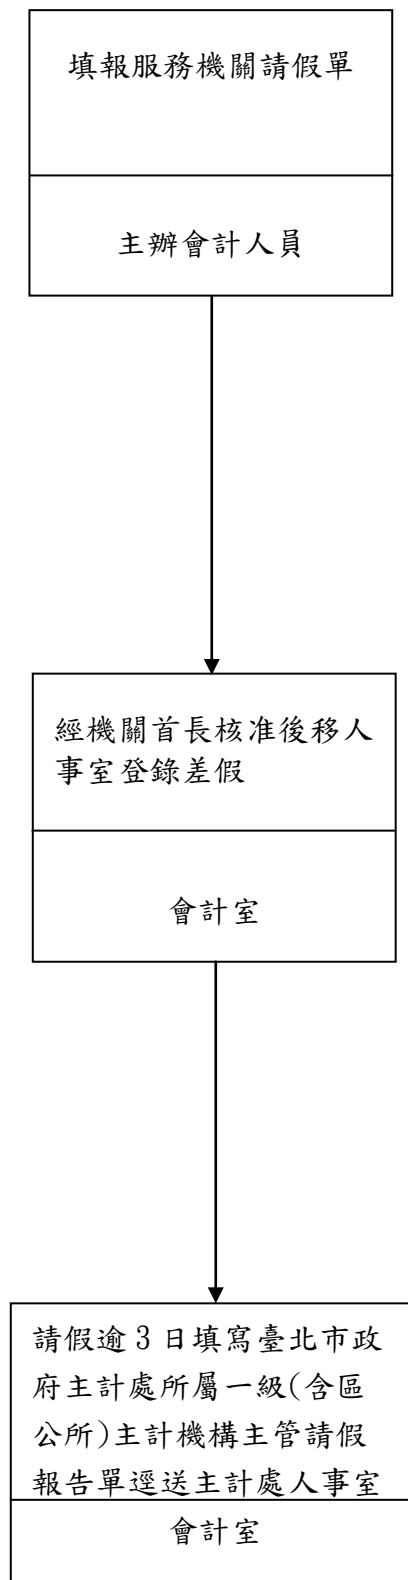 填報服務機關請假單
主辦會計人員
經機關首長核准後移人
事室登錄差假
會計室
請假逾3日填寫臺北市政
府主計處所屬一級(含區
公所)主計機構主管請假
報告單逕送主計處人事室
會計室